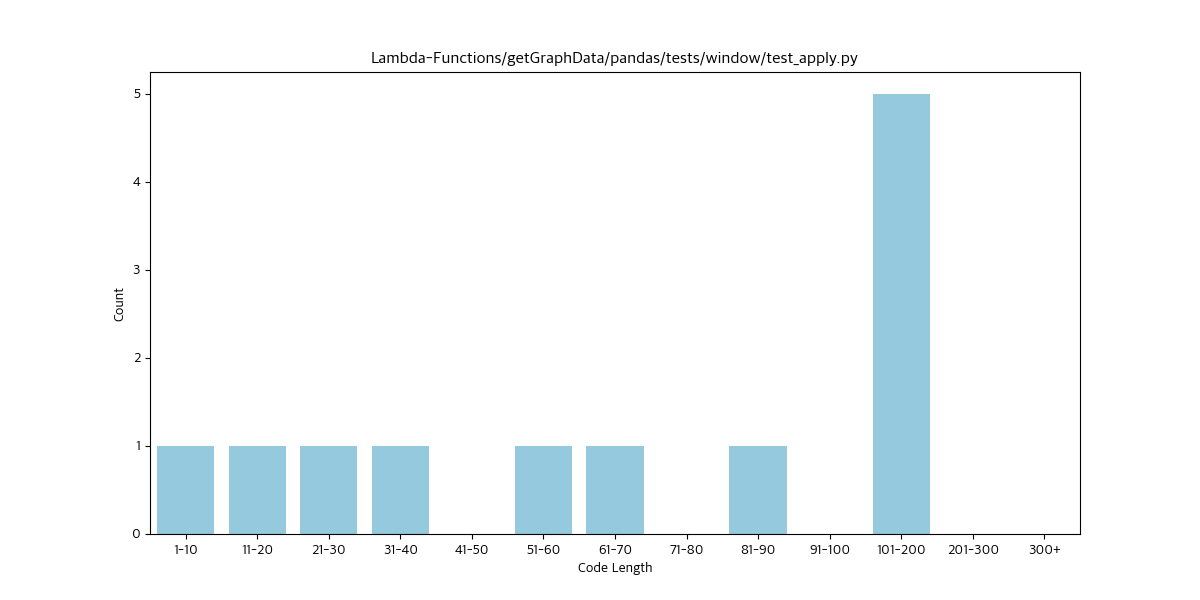 Lambda-Functions/getGraphData/pandas/tests/window/test_apply.py
5
4
3
2
1
0
Count
1-10 11-20 21-30 31-40 41-50 51-60 61-70 71-80 81-90 91-100 101-200 201-300 300+
Code Length